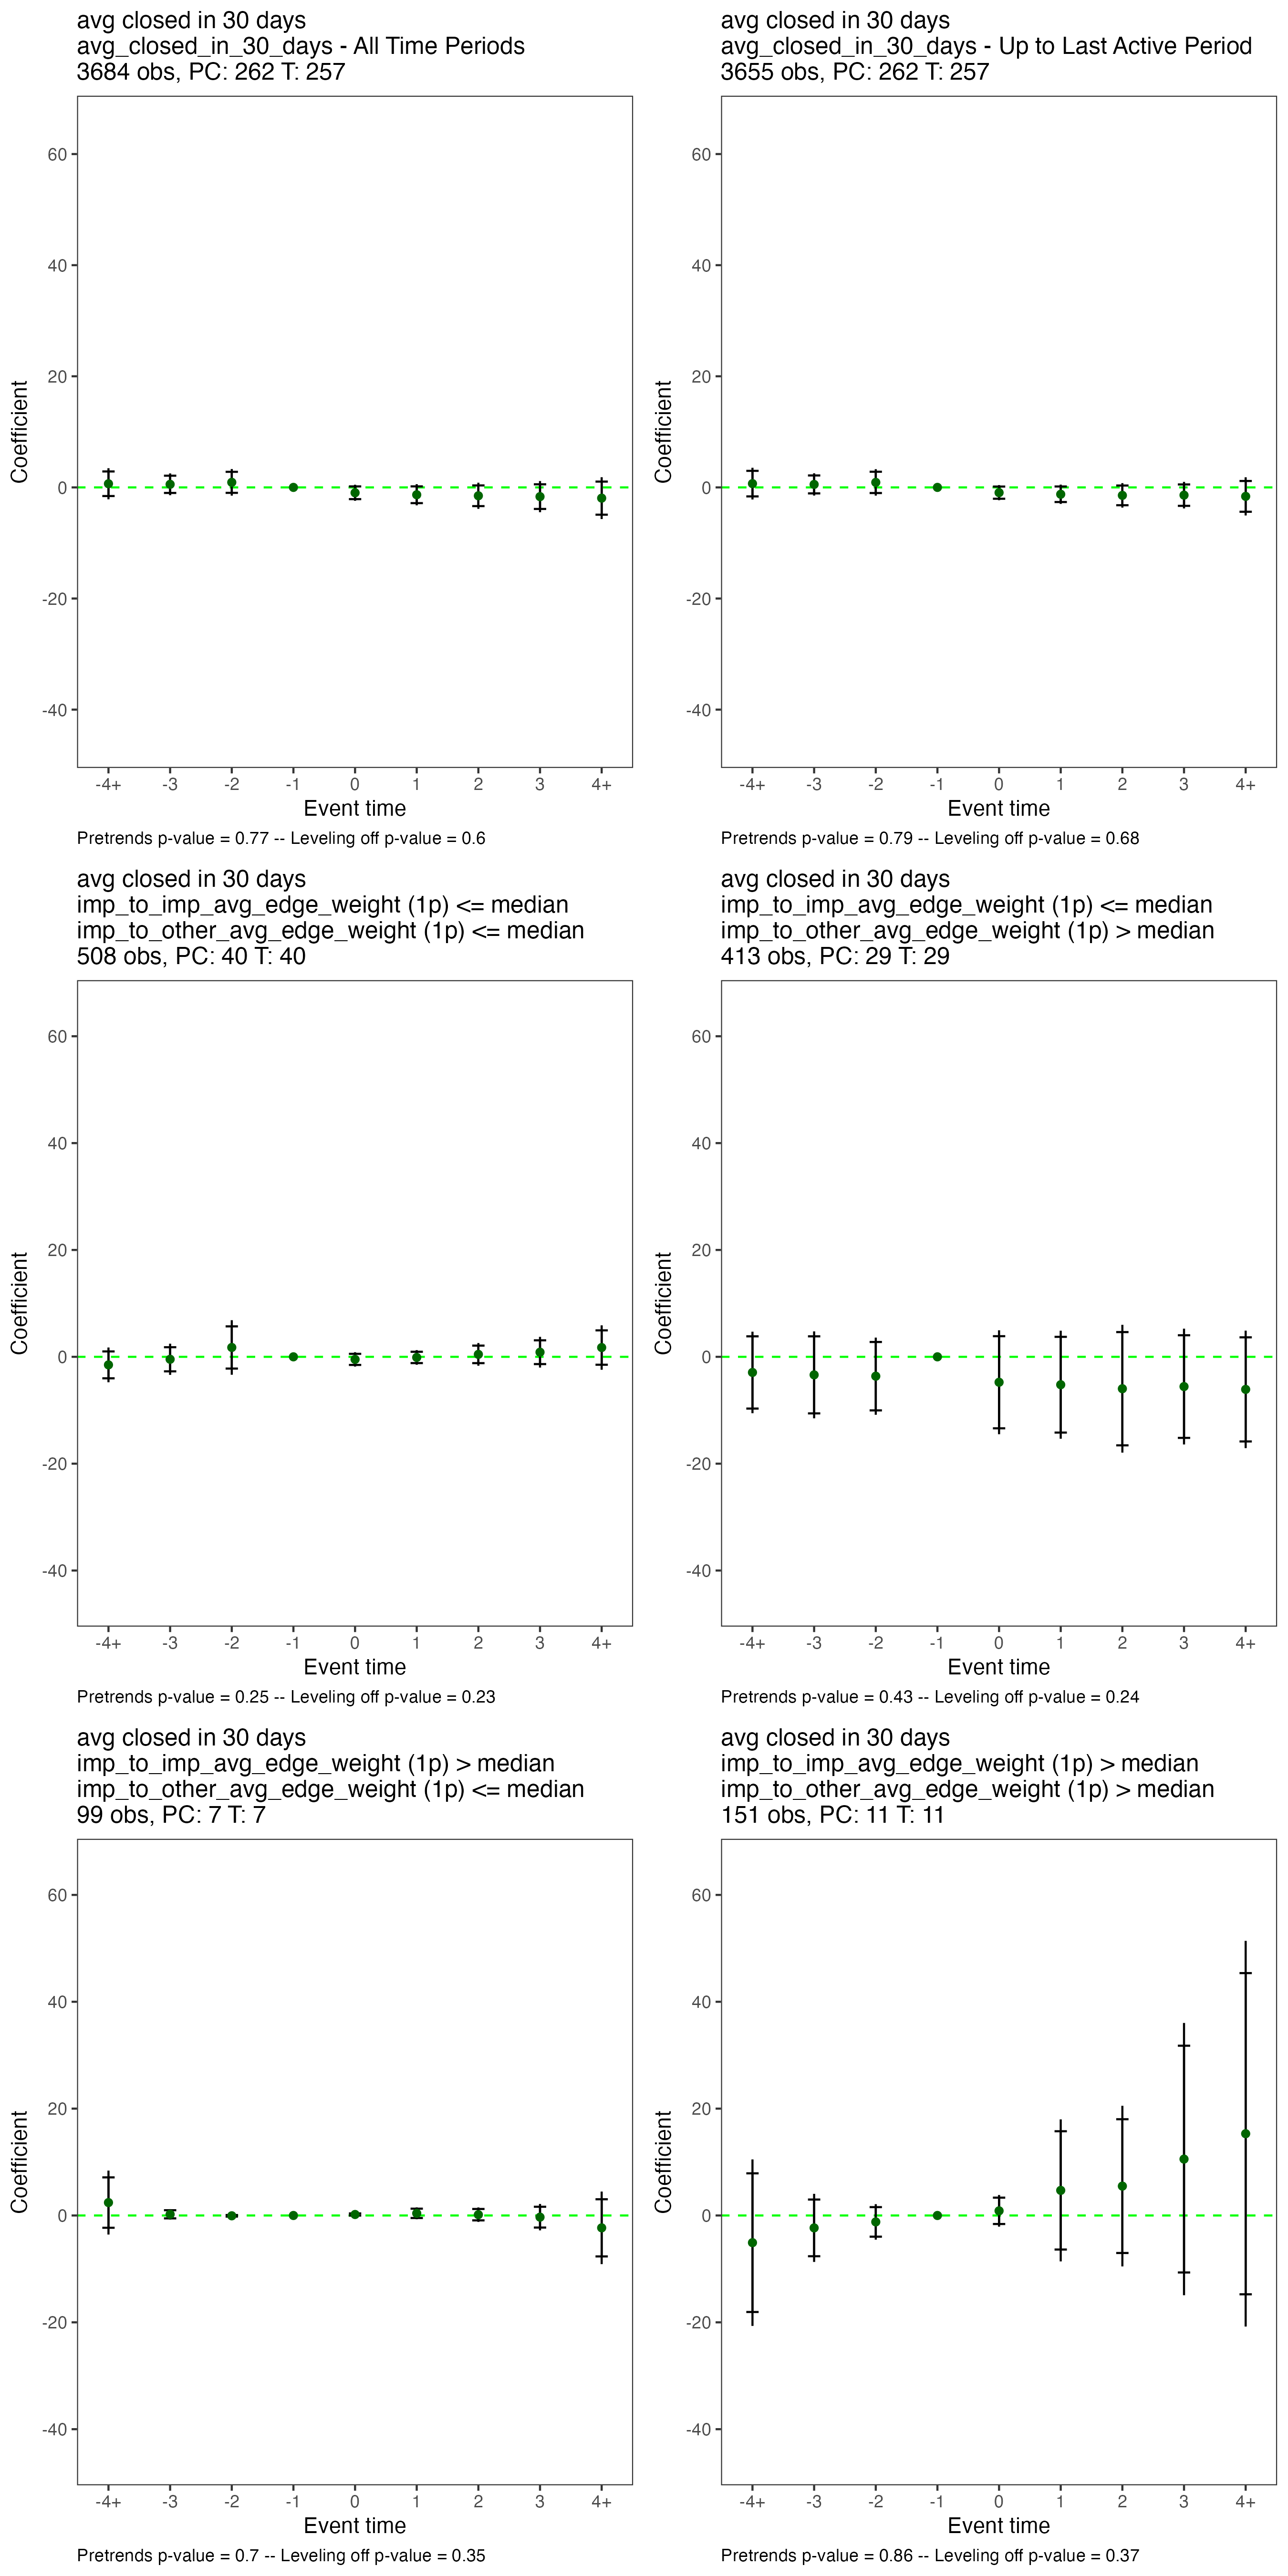 avg closed in 30 days
avg_closed_in_30_days - All Time Periods
3684 obs, PC: 262 T: 257
60
40
20
0
-20
-40
Coefficient
-4+ -3 -2 -1 0 1 2 3 4+
Event time
Pretrends p-value = 0.77 -- Leveling off p-value = 0.6
avg closed in 30 days
avg_closed_in_30_days - Up to Last Active Period
3655 obs, PC: 262 T: 257
60
40
20
0
-20
-40
Coefficient
-4+ -3 -2 -1 0 1 2 3 4+
Event time
Pretrends p-value = 0.79 -- Leveling off p-value = 0.68
avg closed in 30 days
imp_to_imp_avg_edge_weight (1p) <= median
imp_to_other_avg_edge_weight (1p) <= median
508 obs, PC: 40 T: 40
60
40
20
0
-20
-40
Coefficient
-4+ -3 -2 -1 0 1 2 3 4+
Event time
Pretrends p-value = 0.25 -- Leveling off p-value = 0.23
avg closed in 30 days
imp_to_imp_avg_edge_weight (1p) <= median
imp_to_other_avg_edge_weight (1p) > median
413 obs, PC: 29 T: 29
60
40
20
0
-20
-40
Coefficient
-4+ -3 -2 -1 0 1 2 3 4+
Event time
Pretrends p-value = 0.43 -- Leveling off p-value = 0.24
avg closed in 30 days
imp_to_imp_avg_edge_weight (1p) > median
imp_to_other_avg_edge_weight (1p) <= median
99 obs, PC: 7 T: 7
60
40
20
0
-20
-40
Coefficient
-4+ -3 -2 -1 0 1 2 3 4+
Event time
Pretrends p-value = 0.7 -- Leveling off p-value = 0.35
avg closed in 30 days
imp_to_imp_avg_edge_weight (1p) > median
imp_to_other_avg_edge_weight (1p) > median
151 obs, PC: 11 T: 11
60
40
20
0
-20
-40
Coefficient
-4+ -3 -2 -1 0 1 2 3 4+
Event time
Pretrends p-value = 0.86 -- Leveling off p-value = 0.37